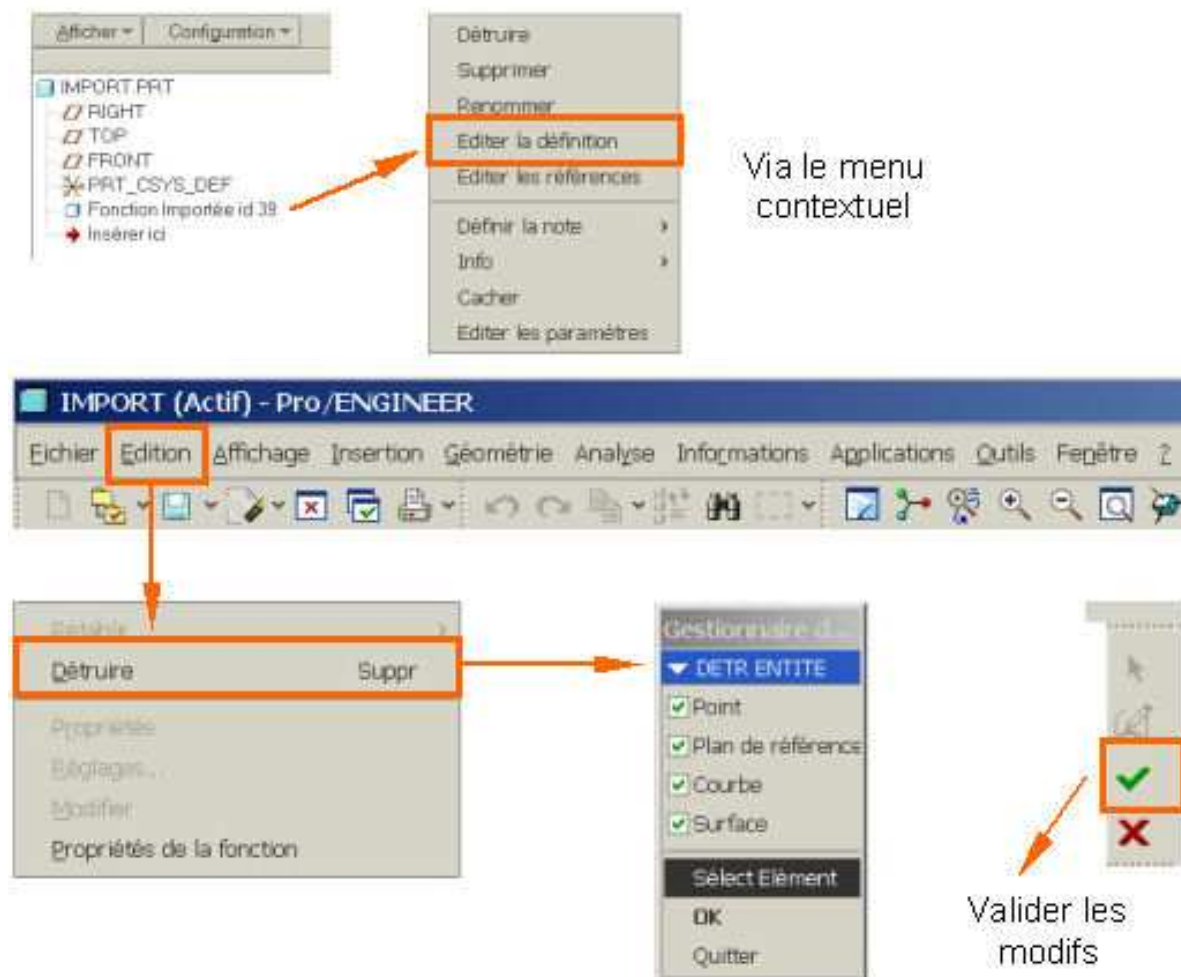 Afficher Configuration
IMPORT.PRT
RIGHT
TOP
FRONT
PRT_CSYS_DEF
Fonction Importée id 39
Insérer ici
Détruire
Supprimer
Renommer
Editer la définition
Editer les références
Définir la note
Info
Cacher
Editer les paramètres
Via le menu
contextuel
IMPORT (Actif) - Pro/ENGINEER
Fichier Edition Affichage Insertion Géométrie Analyse Informations Applications Outils Fenêtre ?
Détruire Suppr
Propriétés
Réglages...
Modifier
Propriétés de la fonction
Gestionnaire d...
DETR ENTITE
Point
Plan de référence
Courbe
Surface
Sélect Elément
OK
Quitter
Valider les
modifs